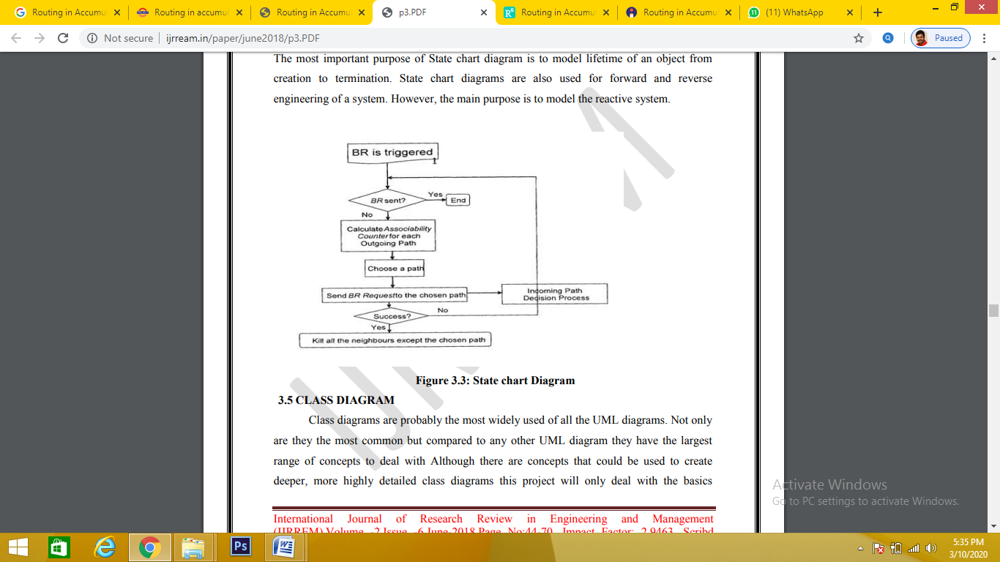 Routing in Accumul
Routing in accumul
Routing in Accumul
p3.PDF
Routing in Accumu
Routing in Accumul
(11) WhatsApp
Not secure
ijrream.in/paper/june2018/p3.PDF
Paused
The most important purpose of State chart diagram is to model lifetime of an object from
creation to termination. State chart diagrams are also used for forward and reverse
engineering of a system. However, the main purpose is to model the reactive system.
BR is triggered
BR sent?
Yes
End
No
Calculate Associability
Counter for each
Outgoing Path
Choose a path
Send BR Request to the chosen path
Incoming Path
Decision Process
Success?
No
Yes
Kill all the neighbours except the chosen path
Figure 3.3: State chart Diagram
3.5 CLASS DIAGRAM
Class diagrams are probably the most widely used of all the UML diagrams. Not only
are they the most common but compared to any other UML diagram they have the largest
range of concepts to deal with Although there are concepts that could be used to create
deeper, more highly detailed class diagrams this project will only deal with the basics
Activate Windows
Go to PC settings to activate Windows.
International Journal of Research Review in Engineering and Management
(IJRREM),Volume -2,Issue -6,June-2018,Page No:44-70, Impact Factor: 2.9463, Scribd
5:35 PM
3/10/2020